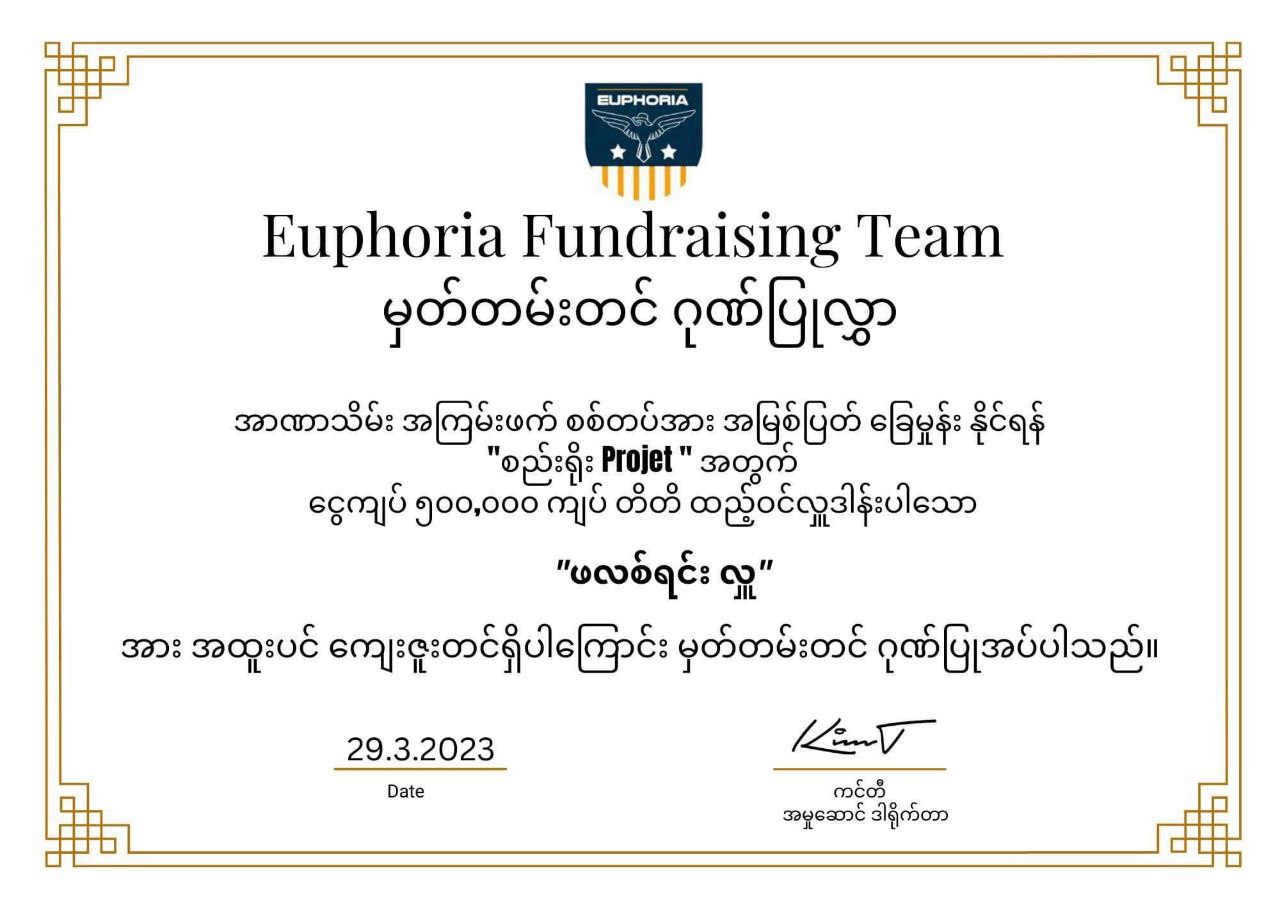 EUPHORIA
Euphoria Fundraising Team
မှတ်တမ်းတင် ဂုဏ်ပြုလွှာ
အာဏာသိမ်း အကြမ်းဖက် စစ်တပ်အား အမြစ်ပြတ် ချေမှုန်း နိုင်ရန်
"စည်းရိုး Projet " အတွက်
ငွေကျပ် ၅၀၀,၀၀၀ ကျပ် တိတိ ထည့်ဝင်လှူဒါန်းပါသော
"ဖလစ်ရင်း လှူ"
အား အထူးပင် ကျေးဇူးတင်ရှိပါကြောင်း မှတ်တမ်းတင် ဂုဏ်ပြုအပ်ပါသည်။
29.3.2023
KimT
Date
ကင်တီ
အမှုဆောင် ဒါရိုက်တာ